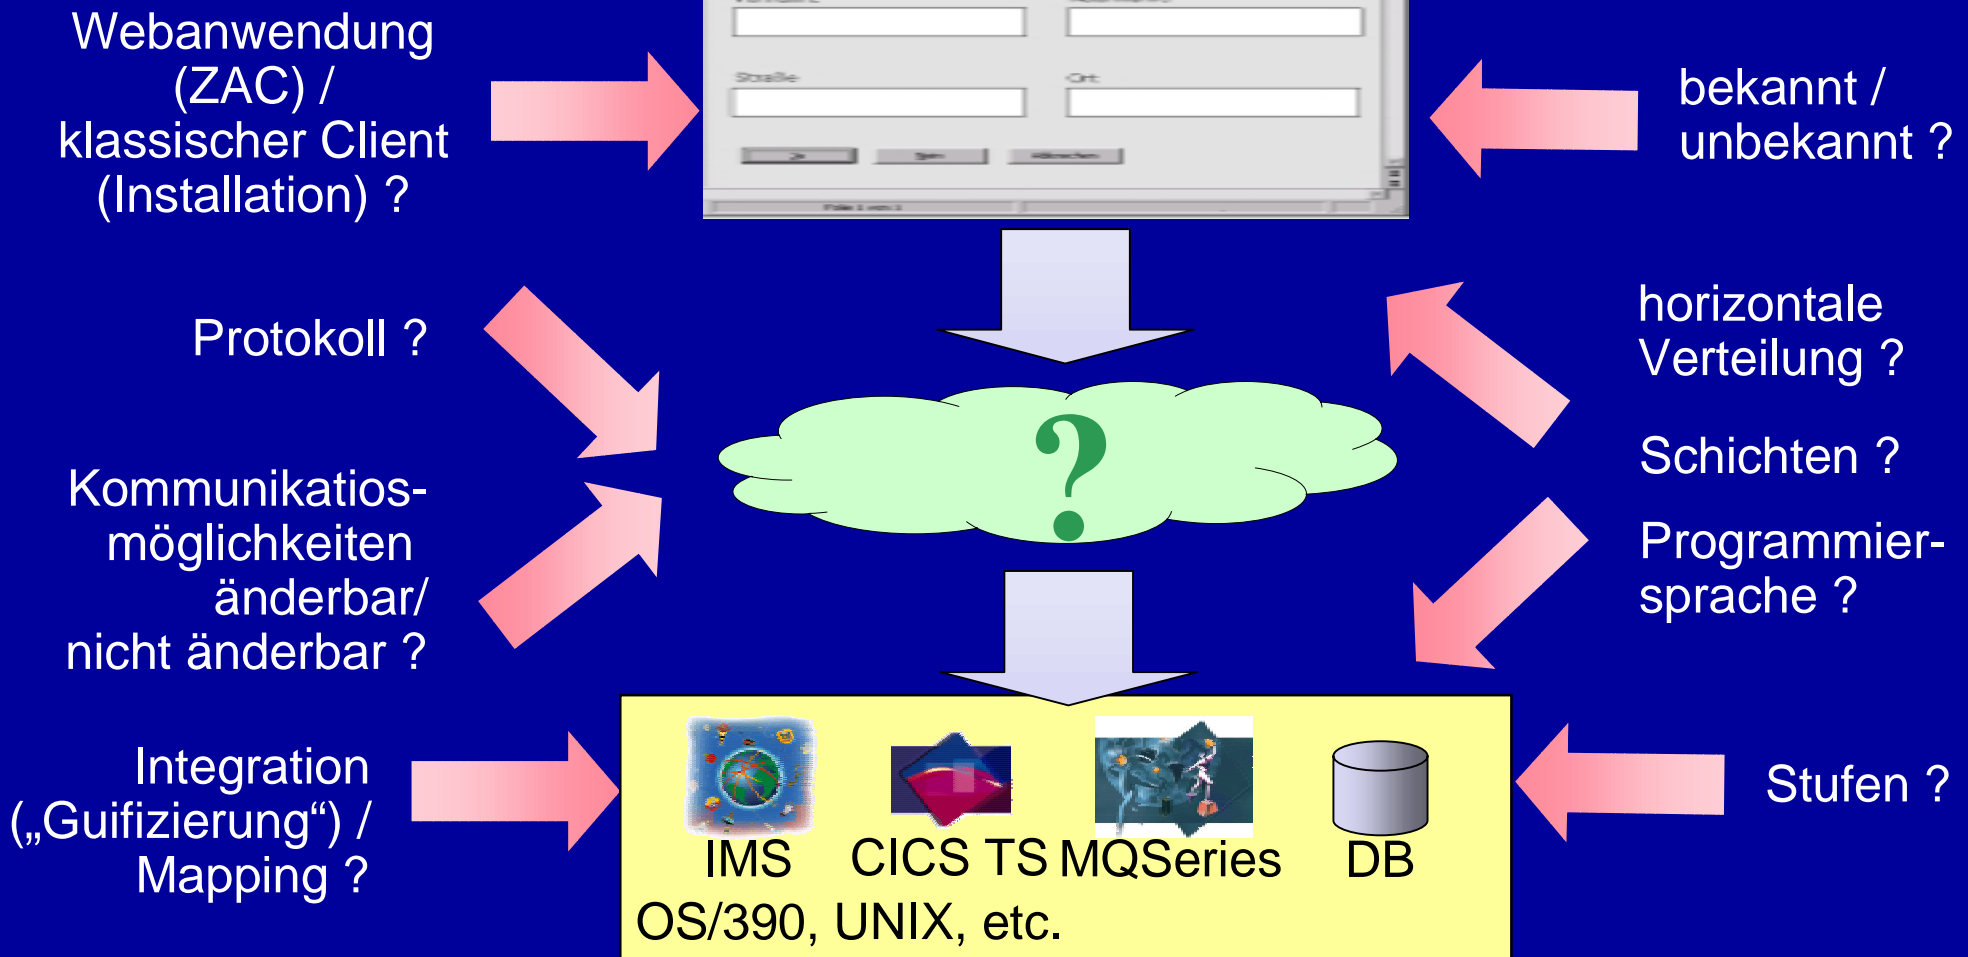 Webanwendung
(ZAC) /
klassischer Client
(Installation) ?
Straße
Ort
bekannt /
unbekannt ?
Protokoll ?
horizontale
Verteilung ?
?
Schichten ?
Kommunikatios-
möglichkeiten
änderbar/
nicht änderbar ?
Programmier-
sprache ?
Integration
(„Guifizierung“) /
Mapping ?
Stufen ?
IMS CICS TS MQSeries DB
OS/390, UNIX, etc.